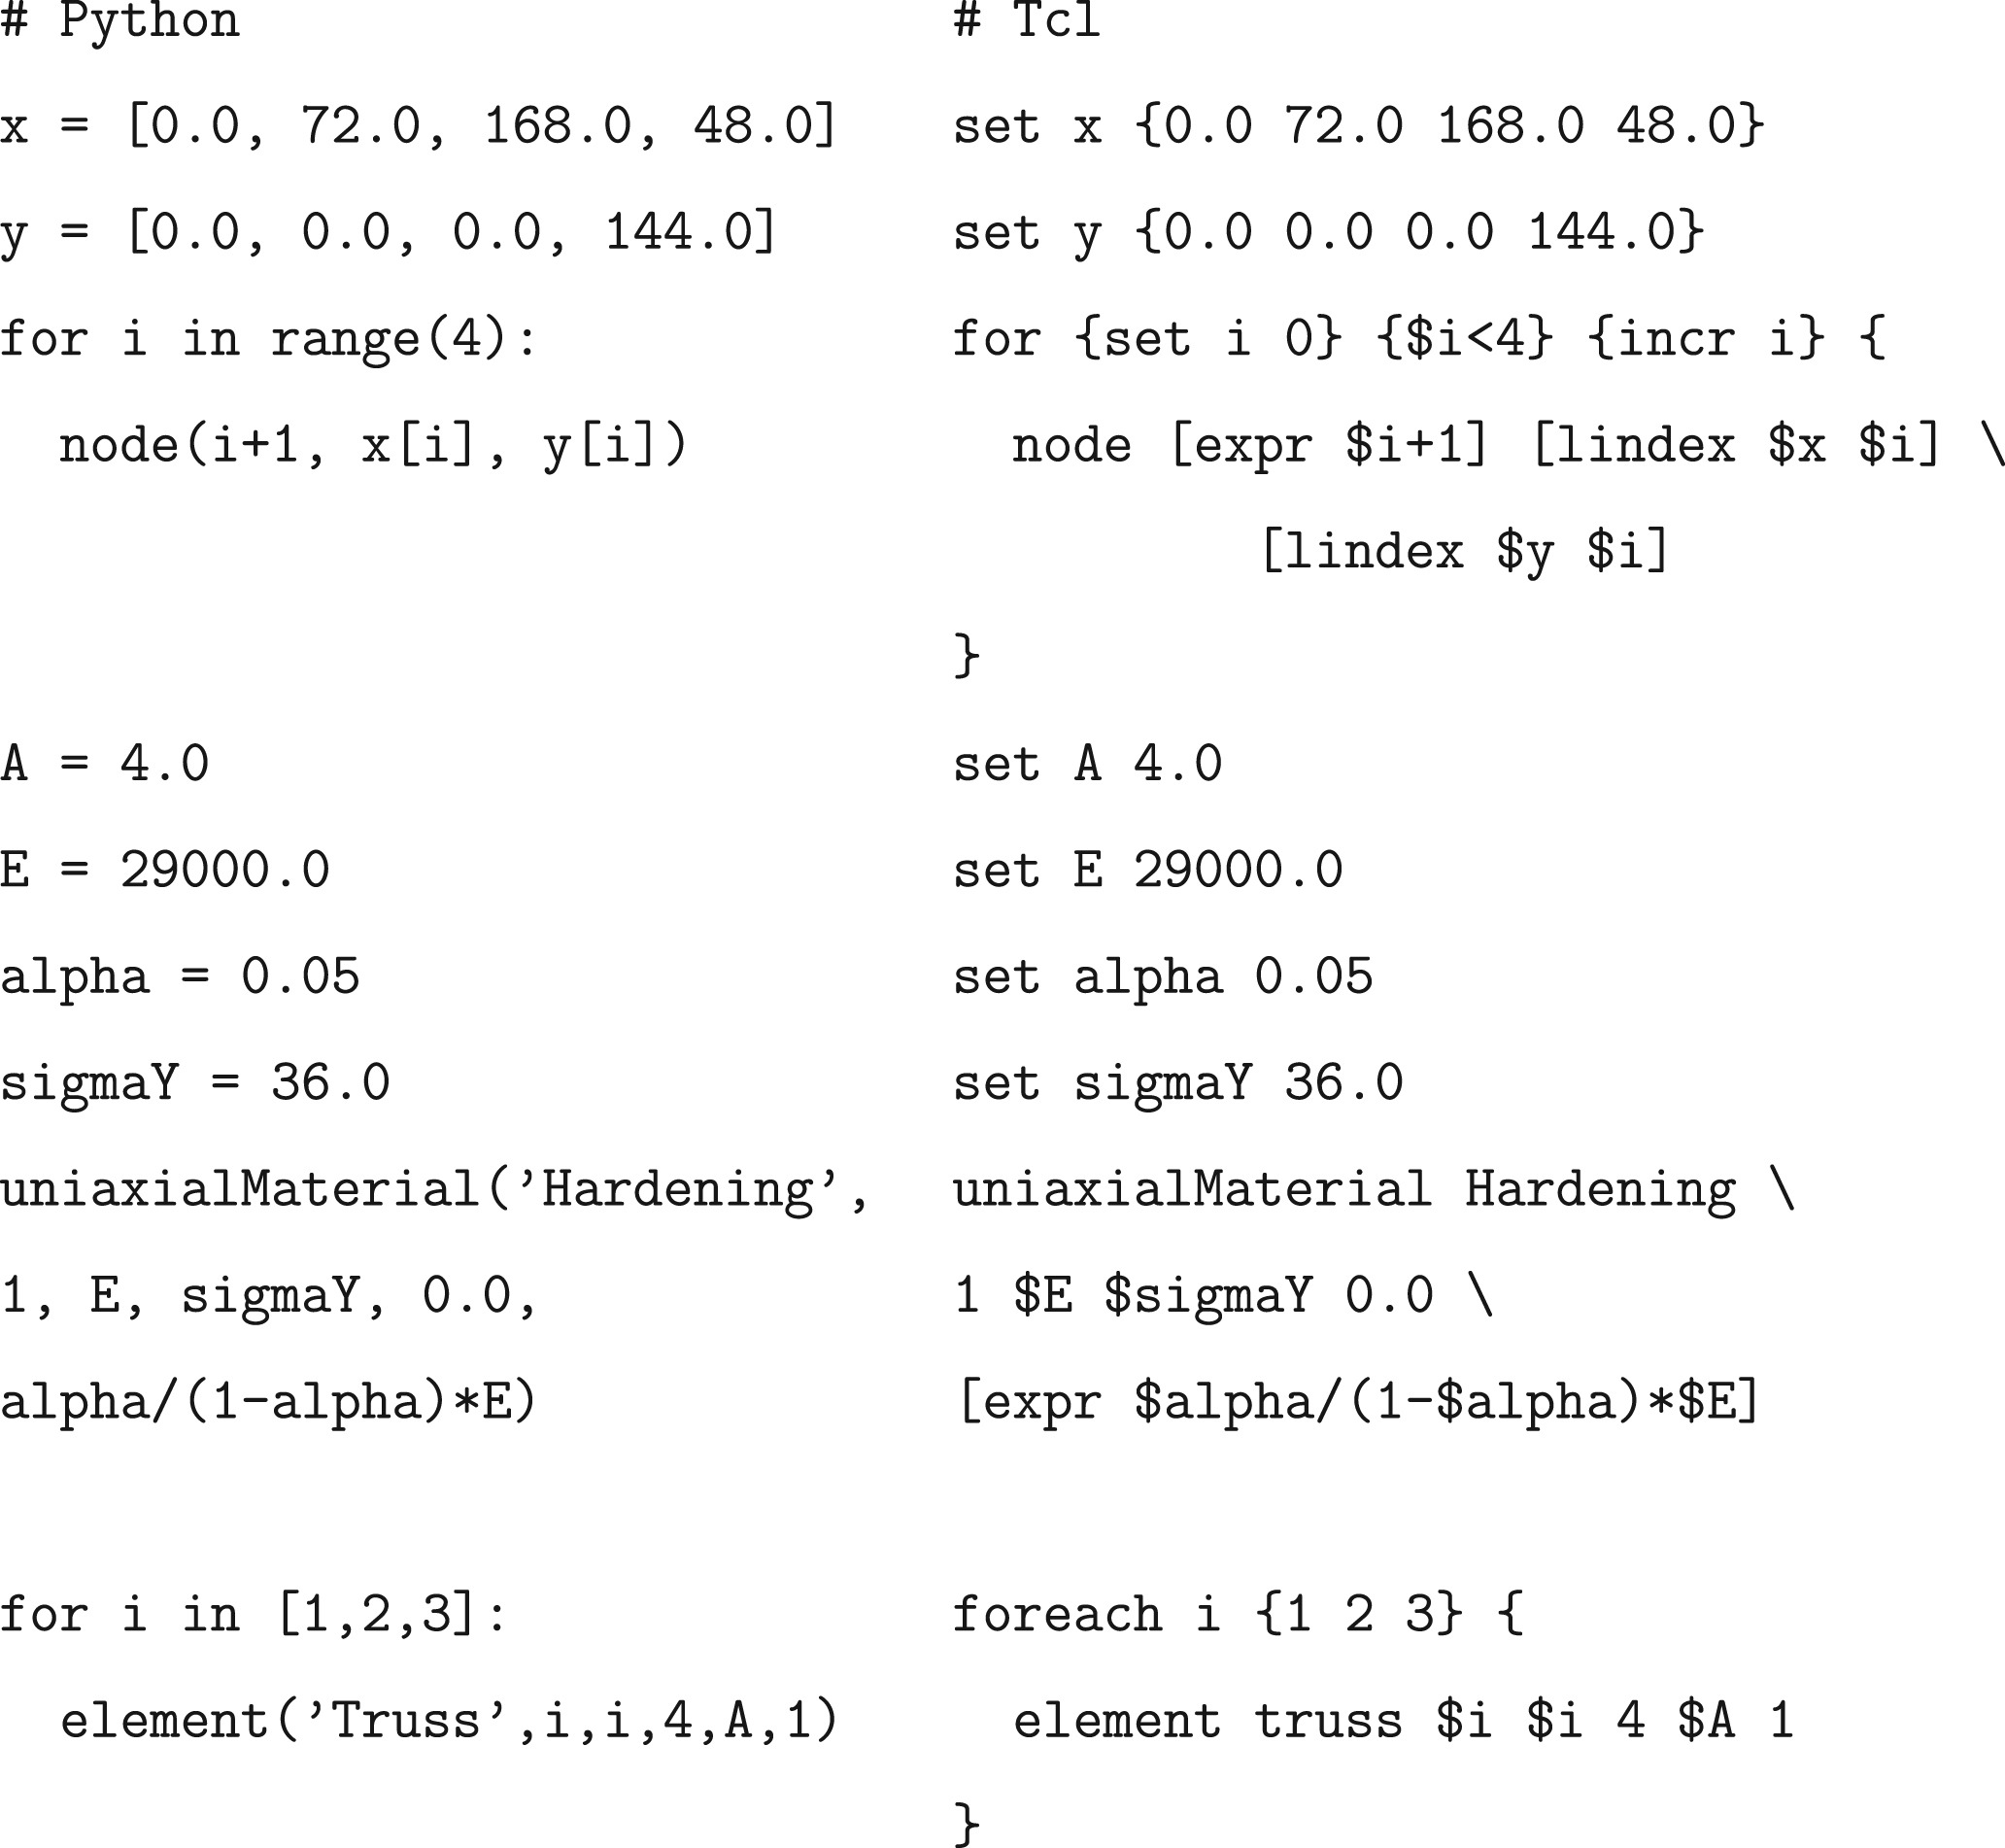 # Python
x = [0.0, 72.0, 168.0, 48.0]
y = [0.0, 0.0, 0.0, 144.0]
for i in range(4):
  node(i+1, x[i], y[i])
A = 4.0
E = 29000.0
alpha = 0.05
sigmaY = 36.0
uniaxialMaterial('Hardening',
1, E, sigmaY, 0.0,
alpha/(1-alpha)*E)
for i in [1,2,3]:
  element('Truss',i,i,4,A,1)
# Tcl
set x {0.0 72.0 168.0 48.0}
set y {0.0 0.0 0.0 144.0}
for {set i 0} {$i<4} {incr i} {
  node [expr $i+1] [lindex $x $i] \
          [lindex $y $i]
}
set A 4.0
set E 29000.0
set alpha 0.05
set sigmaY 36.0
uniaxialMaterial Hardening \
1 $E $sigmaY 0.0 \
[expr $alpha/(1-$alpha)*$E]
foreach i {1 2 3} {
  element truss $i $i 4 $A 1
}